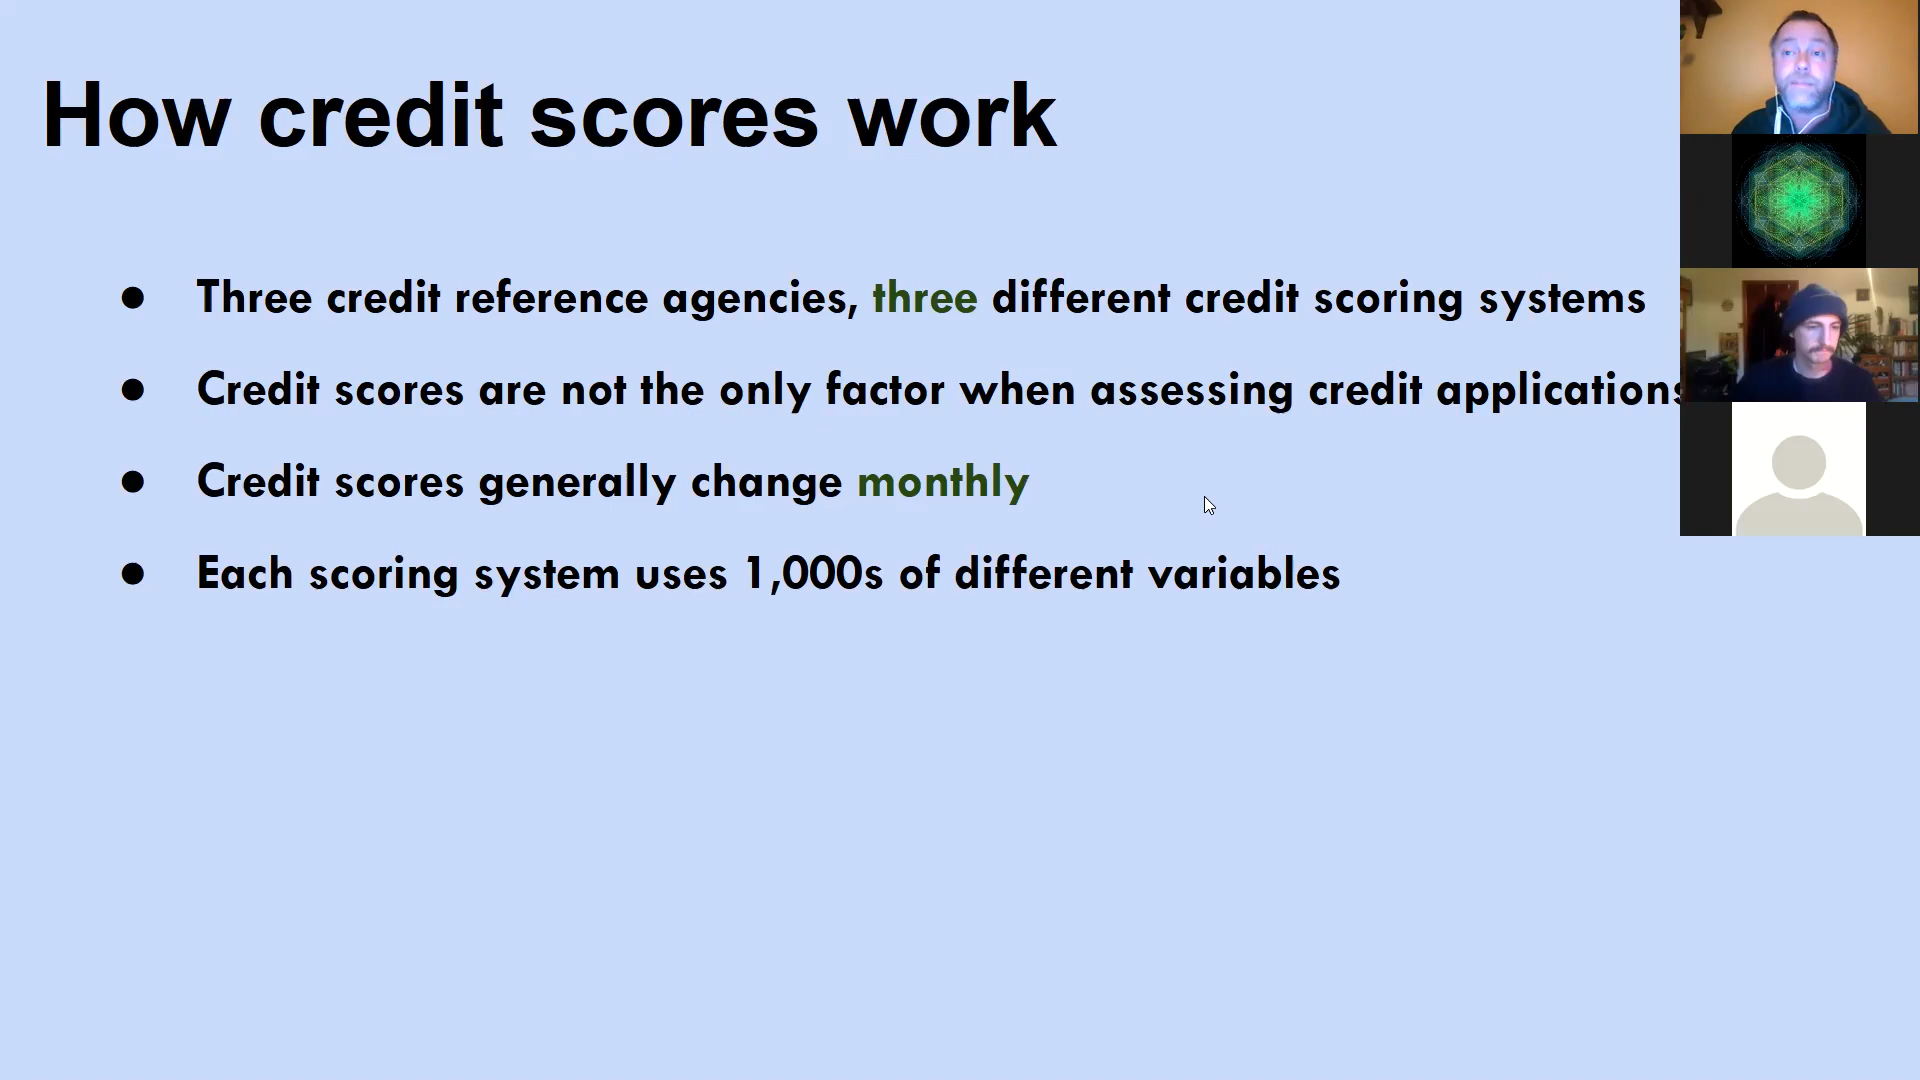 How credit scores work
● Three credit reference agencies, three different credit scoring systems
● Credit scores are not the only factor when assessing credit applications
● Credit scores generally change monthly
● Each scoring system uses 1,000s of different variables